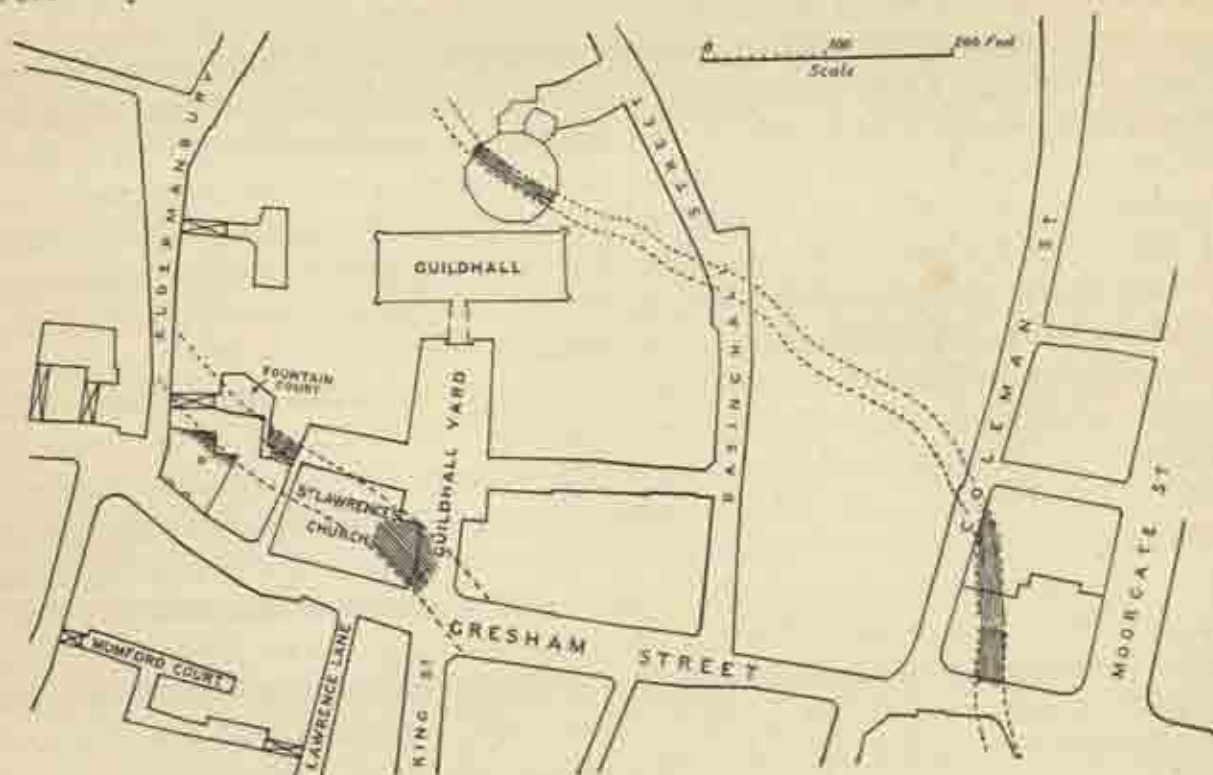 0 100 200 Feet
Scale
ALDERMANBURY
BASINGHALL STREET
COLEMAN ST
GUILDHALL
FOUNTAIN
COURT
GUILDHALL YARD
ST LAWRENCE
CHURCH
MOORGATE ST
GRESHAM STREET
MUMFORD COURT
LAWRENCE LANE
KING ST